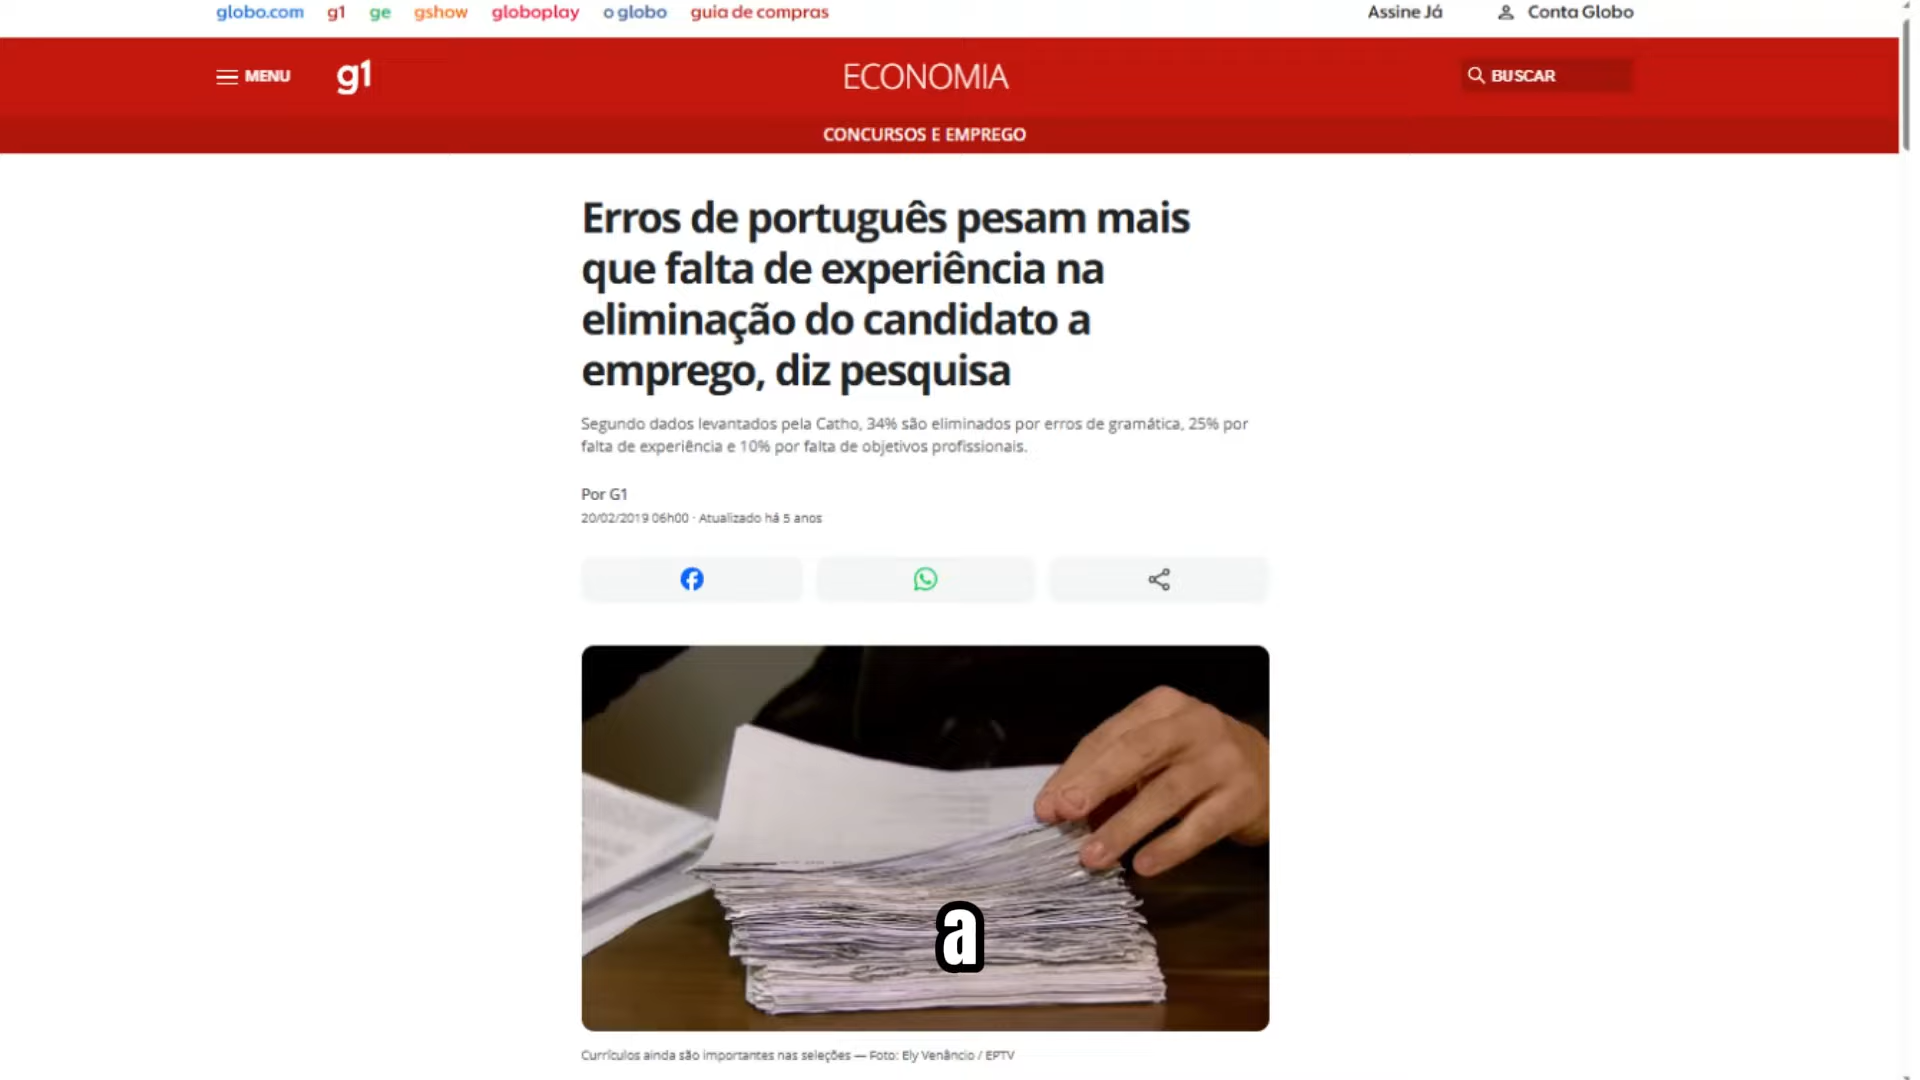 globo.com g1 ge gshow globoplay o globo guia de compras Assine Já Conta Globo
MENU g1 ECONOMIA BUSCAR
CONCURSOS E EMPREGO
Erros de português pesam mais
que falta de experiência na
eliminação do candidato a
emprego, diz pesquisa
Segundo dados levantados pela Catho, 34% são eliminados por erros de gramática, 25% por
falta de experiência e 10% por falta de objetivos profissionais.
Por G1
20/02/2019 06h00 · Atualizado há 5 anos
a
Currículos ainda são importantes nas seleções — Foto: Ely Venâncio / EPTV